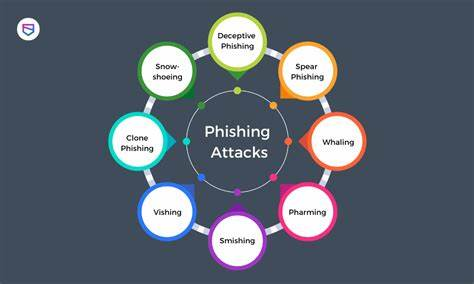 Deceptive
Phishing
Spear
Phishing
Whaling
Pharming
Smishing
Vishing
Clone
Phishing
Snow-
shoeing
Phishing
Attacks